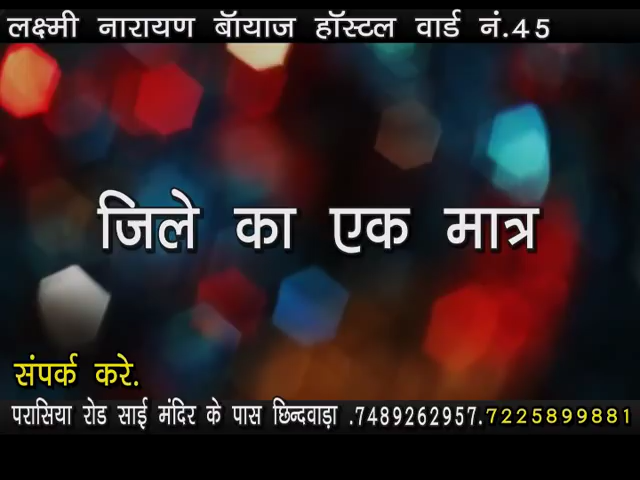 लक्ष्मी नारायण बॉयाज हॉस्टल वार्ड नं.45
जिले का एक मात्र
संपर्क करे.
परासिया रोड साई मंदिर के पास छिन्दवाड़ा .7489262957.7225899881